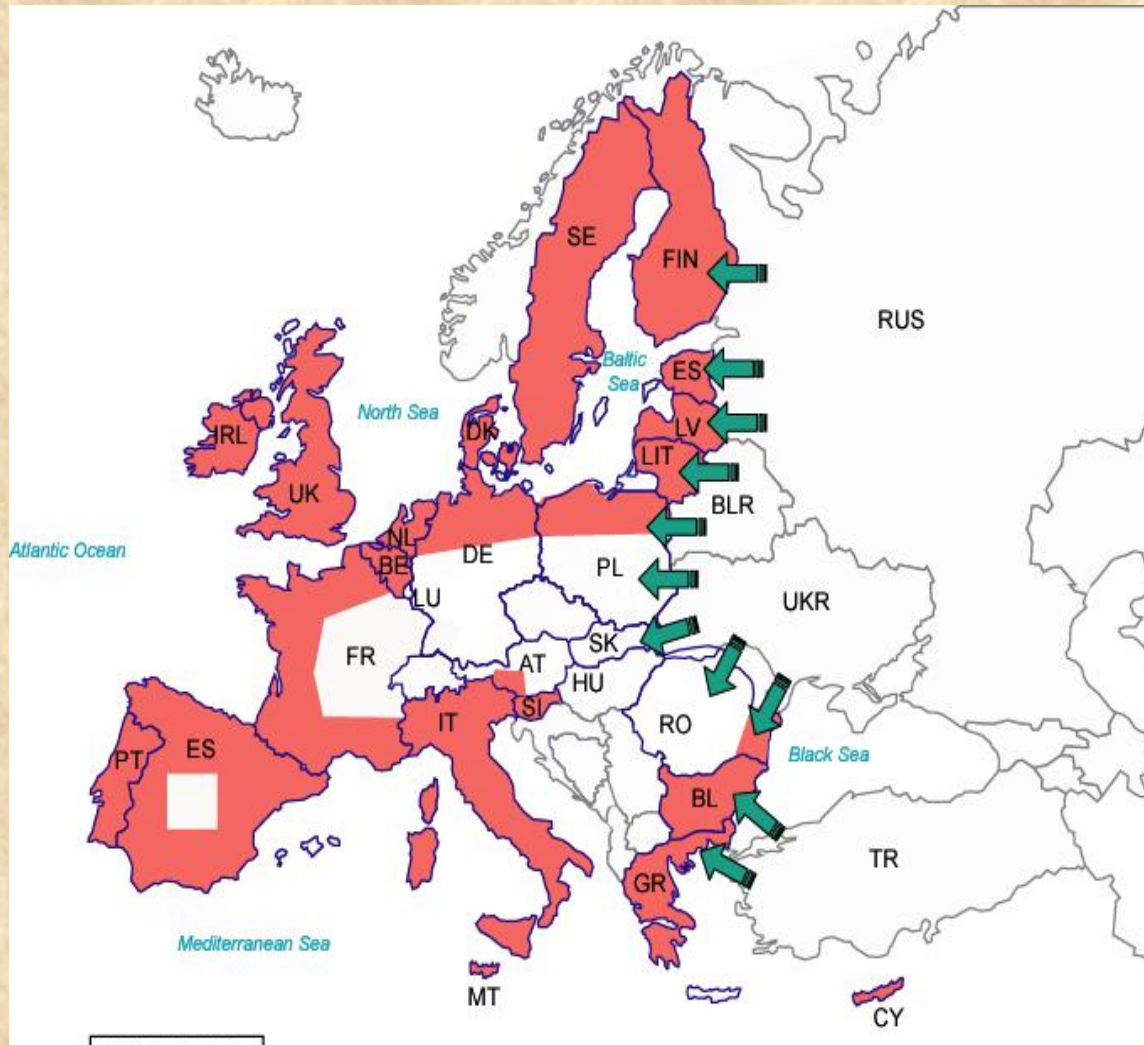 SE
FIN
RUS
Baltic
Sea
ES
North Sea
LV
IRL
DK
LIT
UK
BLR
NL
DE
Atlantic Ocean
BE
PL
LU
UKR
FR
SK
AT
HU
SI
IT
RO
PT
ES
Black Sea
BL
TR
GR
Mediterranean Sea
MT
CY